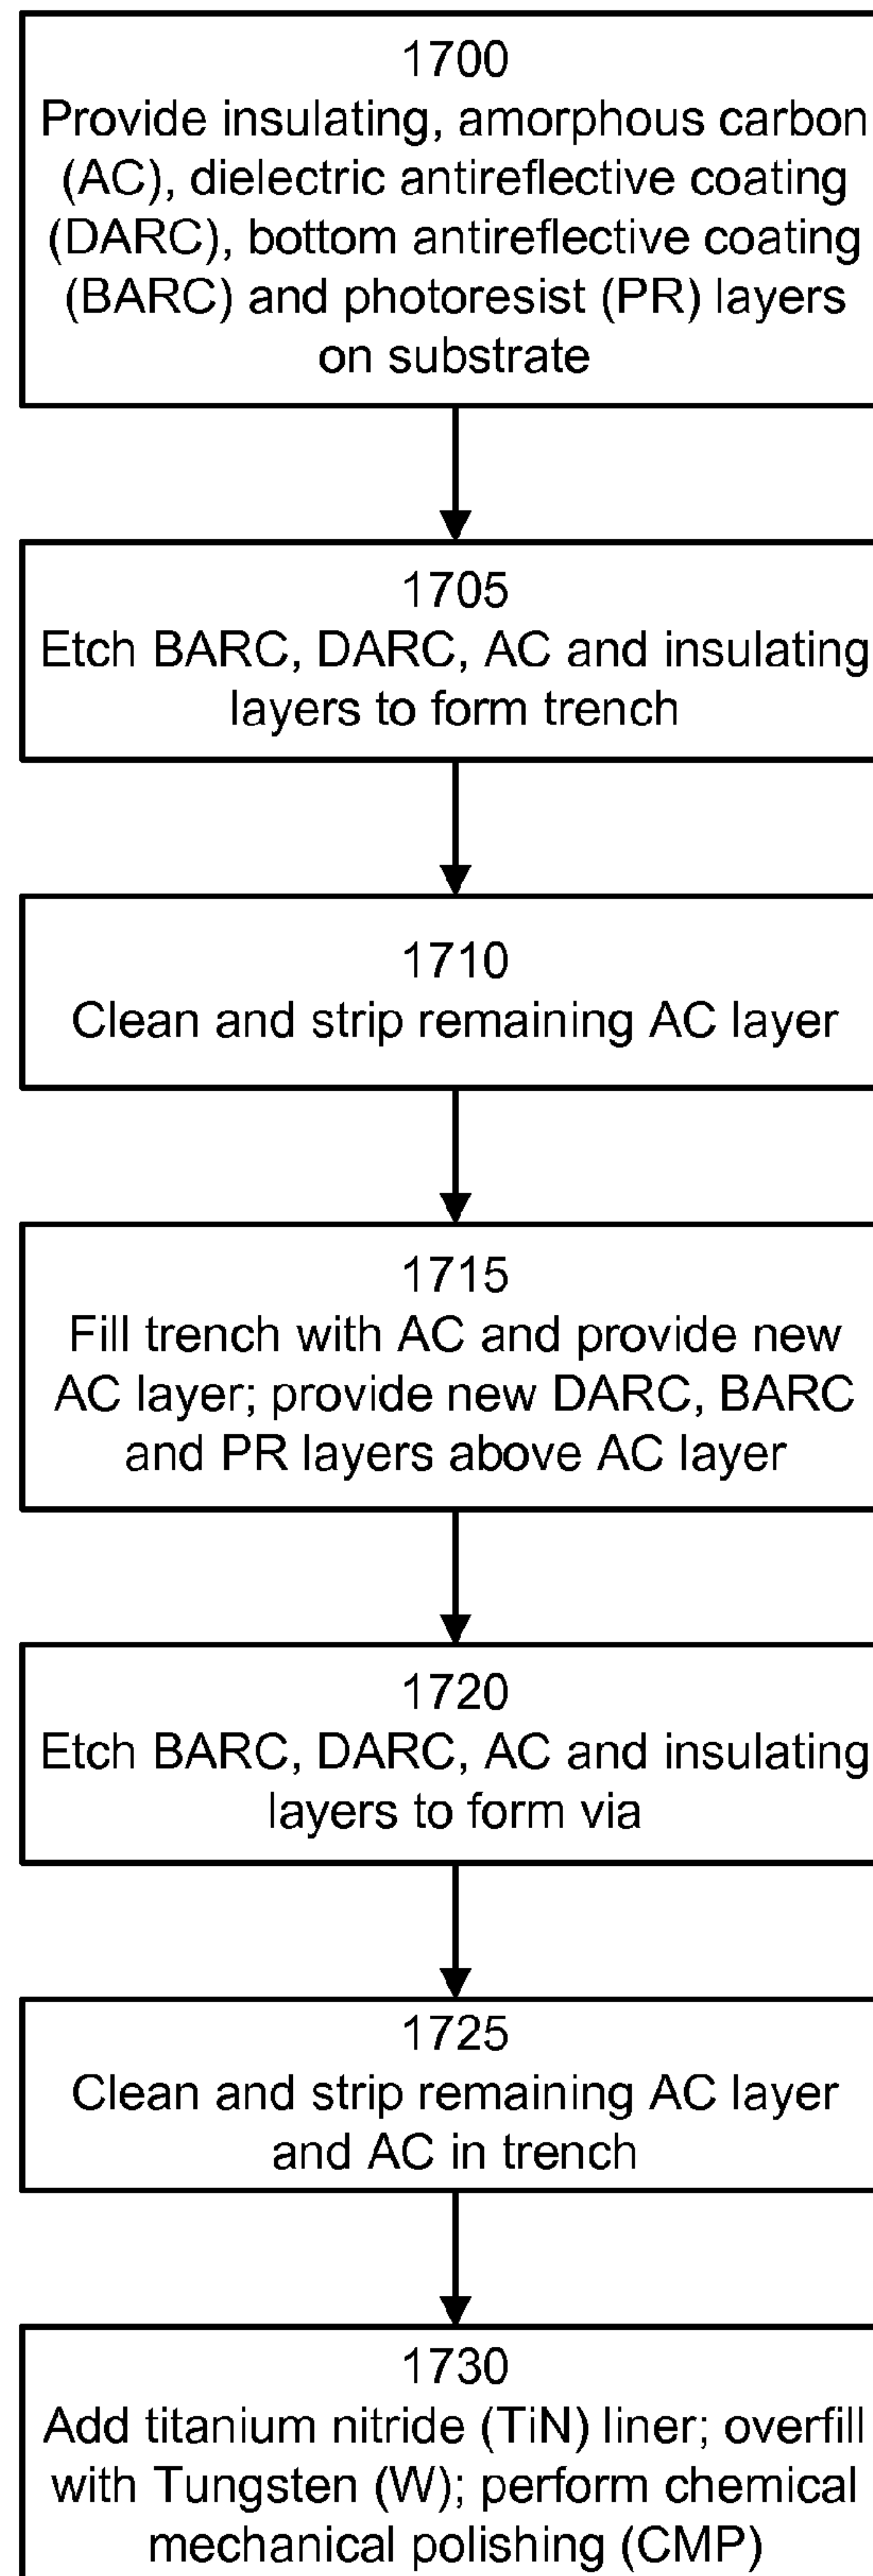 1700
Provide insulating, amorphous carbon
(AC), dielectric antireflective coating
(DARC), bottom antireflective coating
(BARC) and photoresist (PR) layers
on substrate
1705
Etch BARC, DARC, AC and insulating
layers to form trench
1710
Clean and strip remaining AC layer
1715
Fill trench with AC and provide new
AC layer; provide new DARC, BARC
and PR layers above AC layer
1720
Etch BARC, DARC, AC and insulating
layers to form via
1725
Clean and strip remaining AC layer
and AC in trench
1730
Add titanium nitride (TiN) liner; overfill
with Tungsten (W); perform chemical
mechanical polishing (CMP)